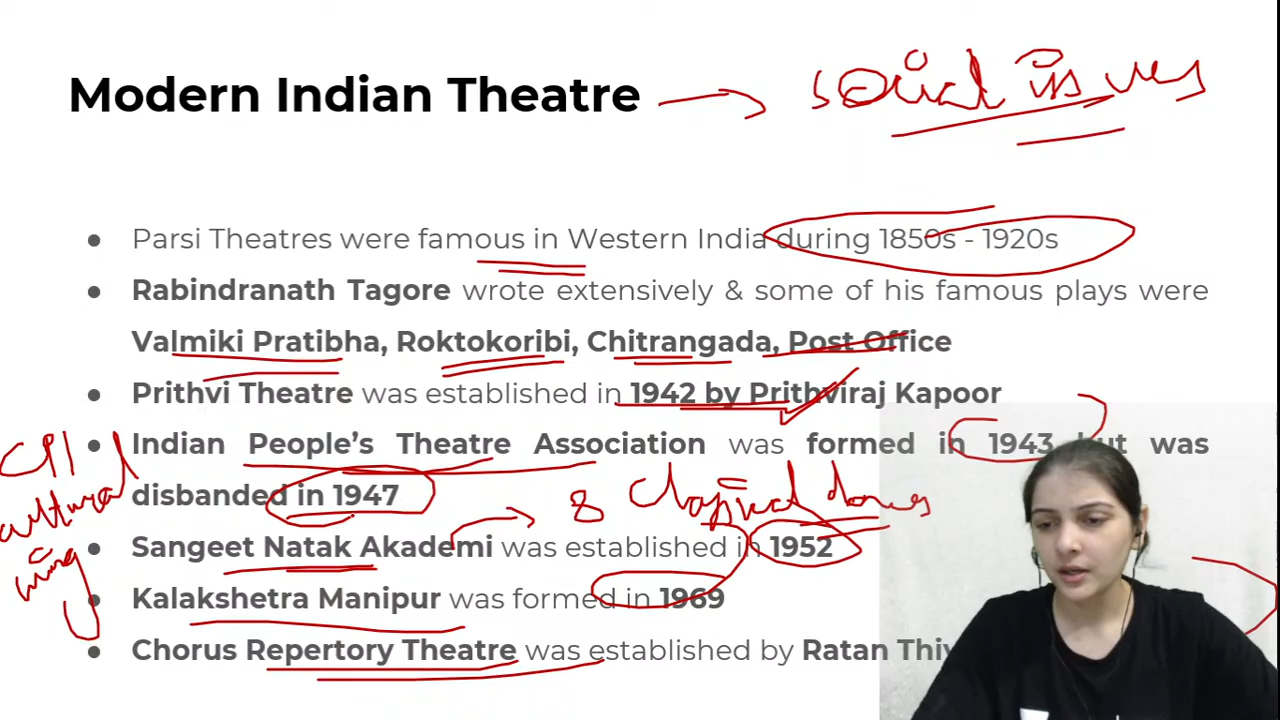 Modern Indian Theatre → social issues
● Parsi Theatres were famous in Western India during 1850s - 1920s
● Rabindranath Tagore wrote extensively & some of his famous plays were
Valmiki Pratibha, Roktokoribi, Chitrangada, Post Office
● Prithvi Theatre was established in 1942 by Prithviraj Kapoor
● Indian People’s Theatre Association was formed in 1943 but was
CPI cultural wing
disbanded in 1947
8 classical dances
● Sangeet Natak Akademi was established in 1952
● Kalakshetra Manipur was formed in 1969
● Chorus Repertory Theatre was established by Ratan